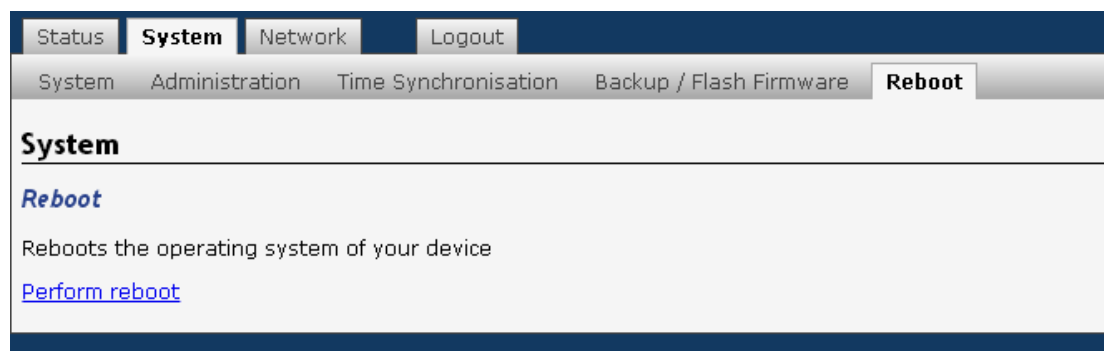 Status System Network Logout
System Administration Time Synchronisation Backup / Flash Firmware Reboot
System
Reboot
Reboots the operating system of your device
Perform reboot